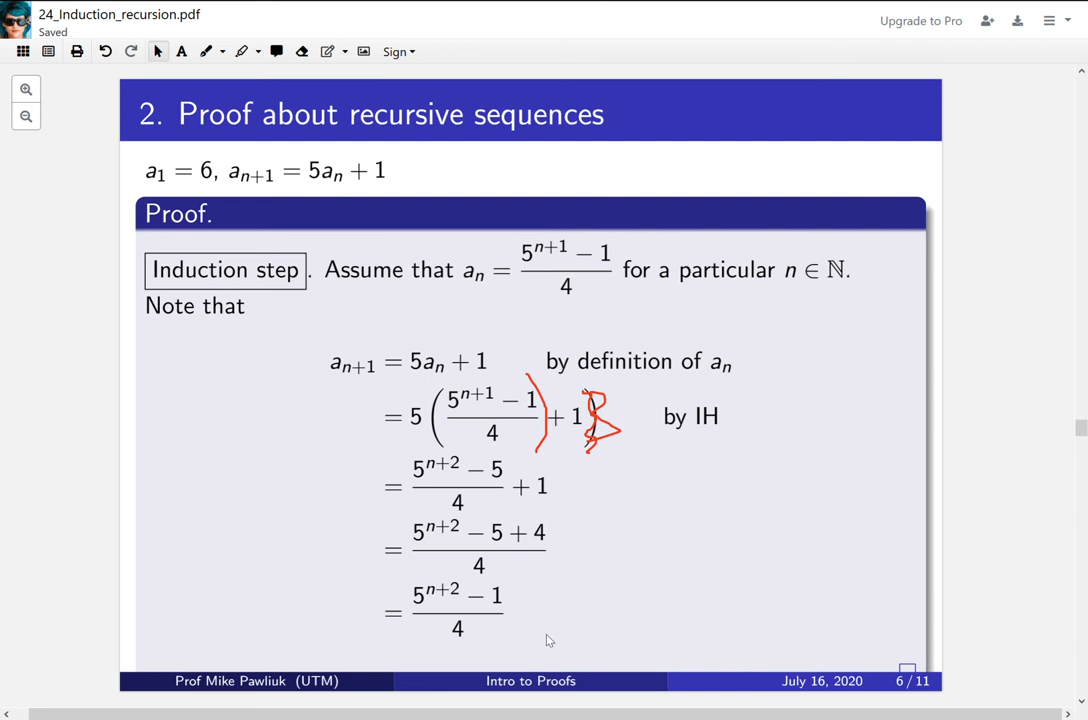 24_Induction_recursion.pdf
Saved
Upgrade to Pro
A
Sign
2. Proof about recursive sequences
a₁ = 6, aₙ₊₁ = 5aₙ + 1
Proof.
Induction step . Assume that aₙ = (5ⁿ⁺¹ − 1)/4 for a particular n ∈ ℕ.
Note that
aₙ₊₁ = 5aₙ + 1 by definition of aₙ
= 5 ((5ⁿ⁺¹ − 1)/4) + 1) by IH
= (5ⁿ⁺² − 5)/4 + 1
= (5ⁿ⁺² − 5 + 4)/4
= (5ⁿ⁺² − 1)/4
Prof Mike Pawliuk (UTM) Intro to Proofs July 16, 2020 6 / 11